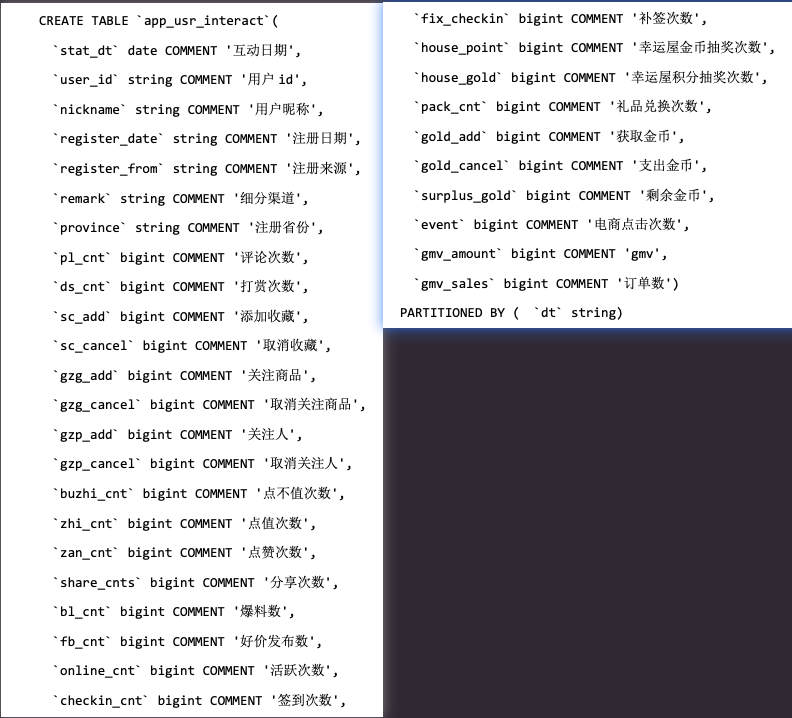 CREATE TABLE `app_usr_interact`(
`stat_dt` date COMMENT '互动日期',
`user_id` string COMMENT '用户 id',
`nickname` string COMMENT '用户昵称',
`register_date` string COMMENT '注册日期',
`register_from` string COMMENT '注册来源',
`remark` string COMMENT '细分渠道',
`province` string COMMENT '注册省份',
`pl_cnt` bigint COMMENT '评论次数',
`ds_cnt` bigint COMMENT '打赏次数',
`sc_add` bigint COMMENT '添加收藏',
`sc_cancel` bigint COMMENT '取消收藏',
`gzg_add` bigint COMMENT '关注商品',
`gzg_cancel` bigint COMMENT '取消关注商品',
`gzp_add` bigint COMMENT '关注人',
`gzp_cancel` bigint COMMENT '取消关注人',
`buzhi_cnt` bigint COMMENT '点不值次数',
`zhi_cnt` bigint COMMENT '点值次数',
`zan_cnt` bigint COMMENT '点赞次数',
`share_cnts` bigint COMMENT '分享次数',
`bl_cnt` bigint COMMENT '爆料数',
`fb_cnt` bigint COMMENT '好价发布数',
`online_cnt` bigint COMMENT '活跃次数',
`checkin_cnt` bigint COMMENT '签到次数',
`fix_checkin` bigint COMMENT '补签次数',
`house_point` bigint COMMENT '幸运屋金币抽奖次数',
`house_gold` bigint COMMENT '幸运屋积分抽奖次数',
`pack_cnt` bigint COMMENT '礼品兑换次数',
`gold_add` bigint COMMENT '获取金币',
`gold_cancel` bigint COMMENT '支出金币',
`surplus_gold` bigint COMMENT '剩余金币',
`event` bigint COMMENT '电商点击次数',
`gmv_amount` bigint COMMENT 'gmv',
`gmv_sales` bigint COMMENT '订单数')
PARTITIONED BY (  `dt` string)